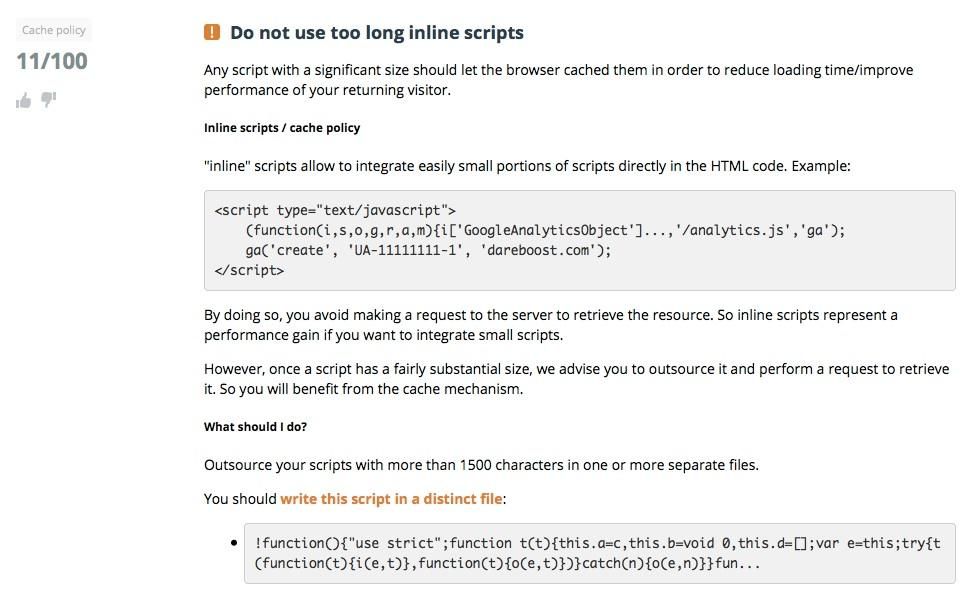 Cache policy
11/100
! Do not use too long inline scripts
Any script with a significant size should let the browser cached them in order to reduce loading time/improve
performance of your returning visitor.
Inline scripts / cache policy
"inline" scripts allow to integrate easily small portions of scripts directly in the HTML code. Example:
<script type="text/javascript">
    (function(i,s,o,g,r,a,m){i['GoogleAnalyticsObject']...,'/analytics.js','ga');
    ga('create', 'UA-11111111-1', 'dareboost.com');
</script>
By doing so, you avoid making a request to the server to retrieve the resource. So inline scripts represent a
performance gain if you want to integrate small scripts.
However, once a script has a fairly substantial size, we advise you to outsource it and perform a request to retrieve
it. So you will benefit from the cache mechanism.
What should I do?
Outsource your scripts with more than 1500 characters in one or more separate files.
You should write this script in a distinct file:
• !function(){"use strict";function t(t){this.a=c,this.b=void 0,this.d=[];var e=this;try{t
(function(t){i(e,t)},function(t){o(e,t)})}catch(n){o(e,n)}}fun...